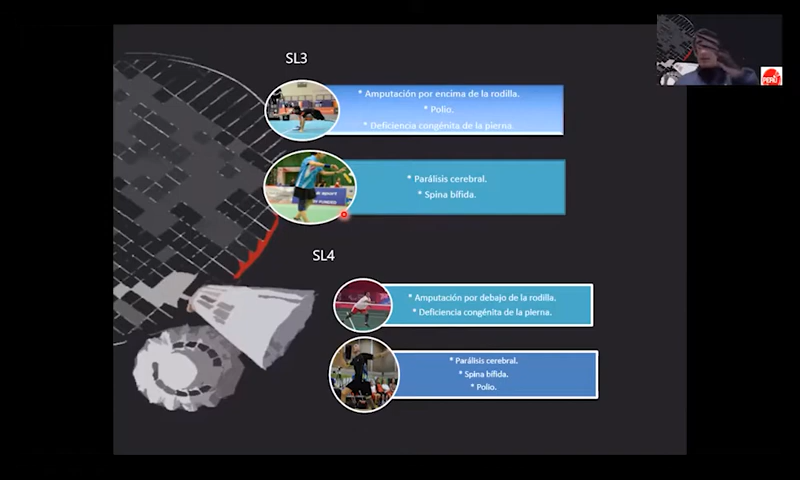 SL3
* Amputación por encima de la rodilla.
* Polio.
* Deficiencia congénita de la pierna.
* Parálisis cerebral.
* Spina bífida.
SL4
* Amputación por debajo de la rodilla.
* Deficiencia congénita de la pierna.
* Parálisis cerebral.
* Spina bífida.
* Polio.
PERÚ